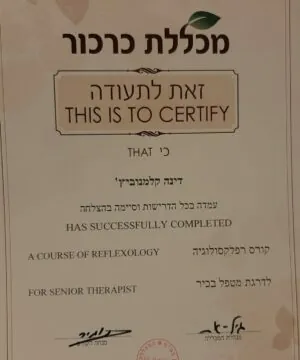 מכללת כרכור
זאת לתעודה
THIS IS TO CERTIFY
THAT כי
דינה קלמנוביץ'
עמדה בכל הדרישות וסיימה בהצלחה
HAS SUCCESSFULLY COMPLETED
A COURSE OF REFLEXOLOGY קורס רפלקסולוגיה
FOR SENIOR THERAPIST לדרגת מטפל בכיר